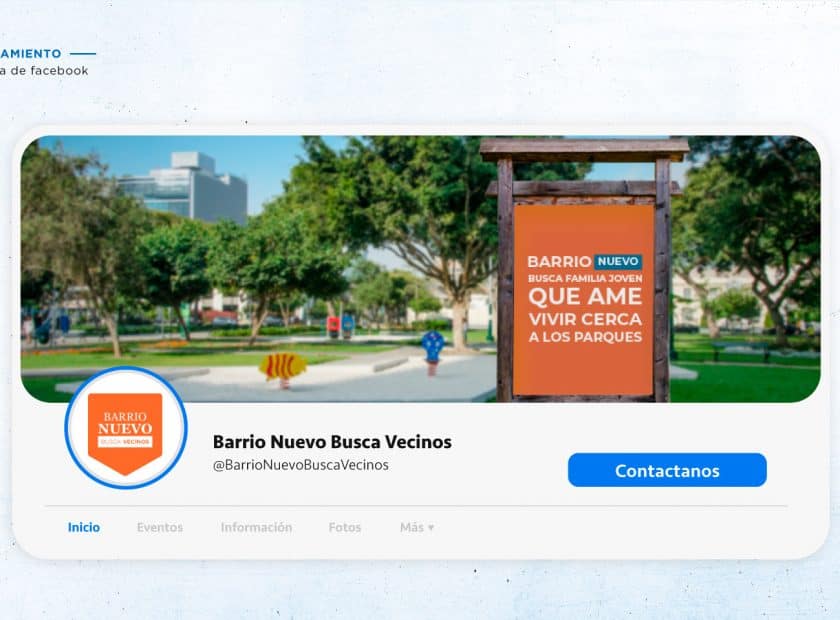 AMIENTO
a de facebook
BARRIO NUEVO
BUSCA FAMILIA JOVEN
QUE AME
VIVIR CERCA
A LOS PARQUES
BARRIO
NUEVO
BUSCA VECINOS
Barrio Nuevo Busca Vecinos
@BarrioNuevoBuscaVecinos
Contactanos
Inicio Eventos Información Fotos Más ▾